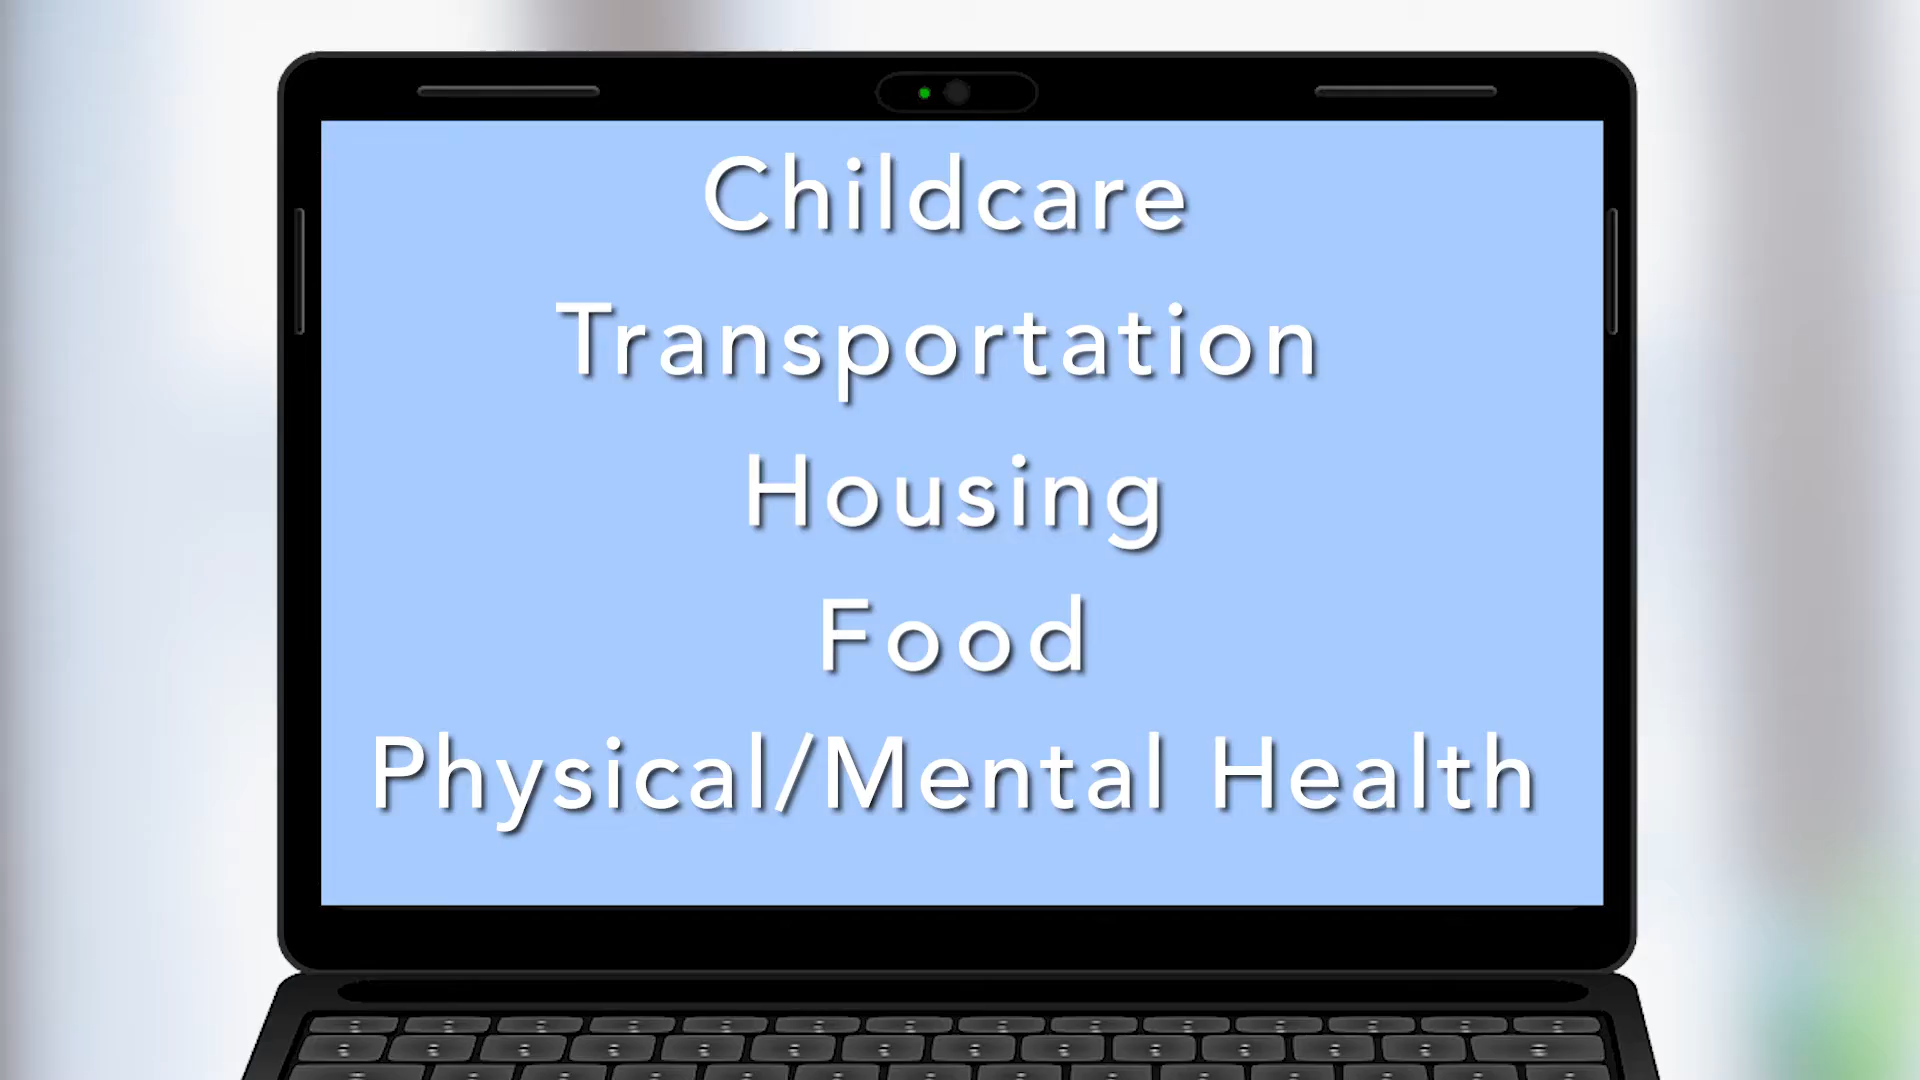 Childcare
Transportation
Housing
Food
Physical/Mental Health